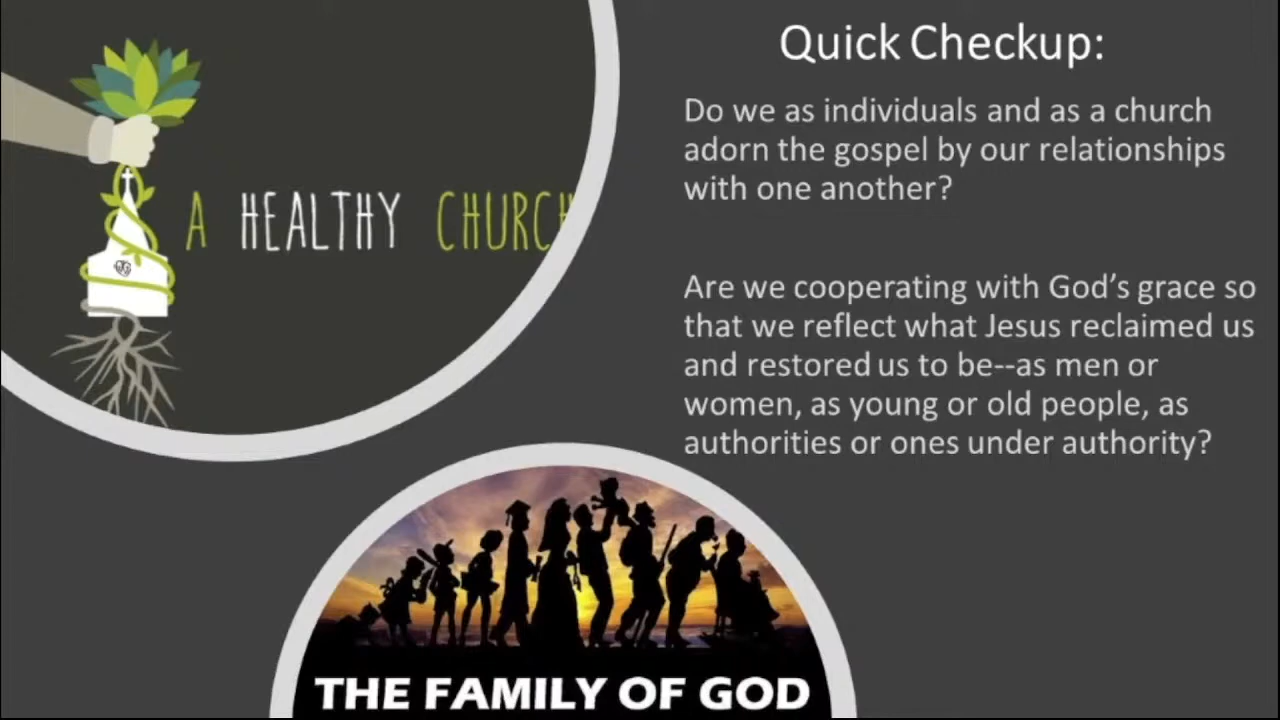 A HEALTHY CHURCH
Quick Checkup:
Do we as individuals and as a church
adorn the gospel by our relationships
with one another?
Are we cooperating with God's grace so
that we reflect what Jesus reclaimed us
and restored us to be--as men or
women, as young or old people, as
authorities or ones under authority?
THE FAMILY OF GOD